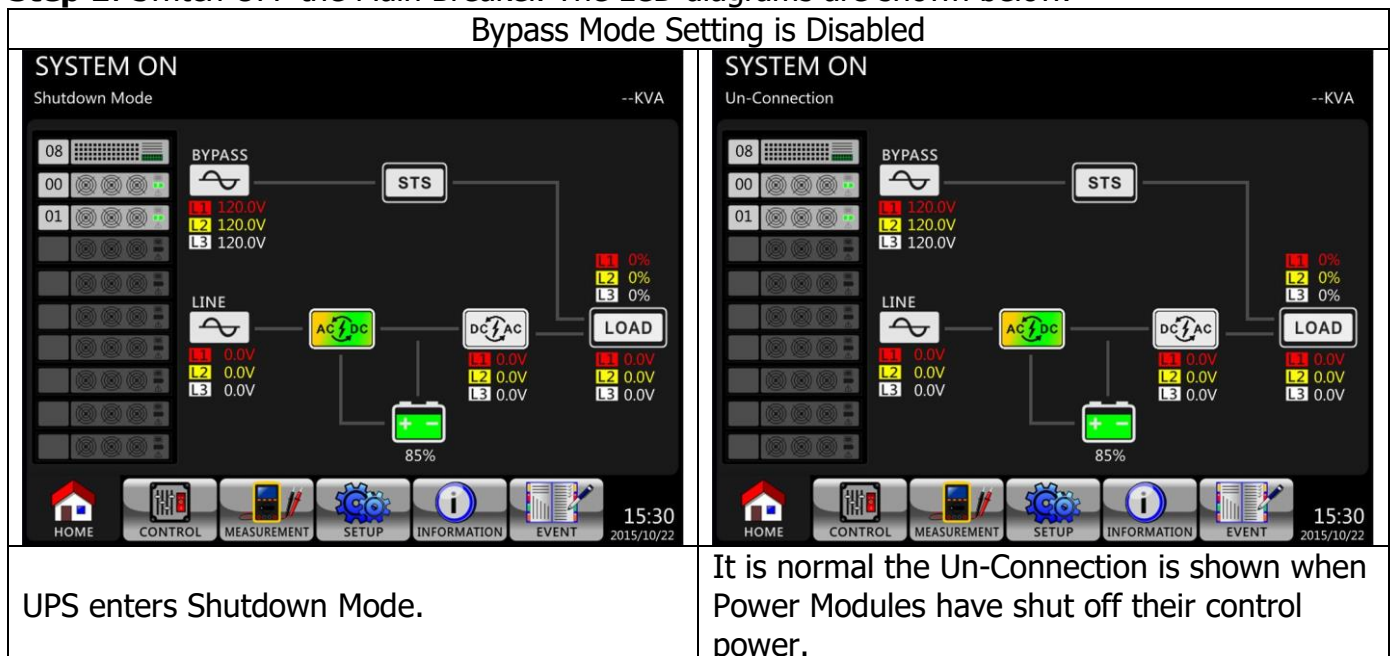 Bypass Mode Setting is Disabled
SYSTEM ON
Shutdown Mode --KVA
08
00
01
BYPASS
L1 120.0V
L2 120.0V
L3 120.0V
STS
L1 0%
L2 0%
L3 0%
LINE
AC DC
DC AC
LOAD
L1 0.0V
L2 0.0V
L3 0.0V
L1 0.0V
L2 0.0V
L3 0.0V
L1 0.0V
L2 0.0V
L3 0.0V
85%
HOME
CONTROL
MEASUREMENT
SETUP
INFORMATION
EVENT
15:30
2015/10/22
SYSTEM ON
Un-Connection --KVA
08
00
01
BYPASS
L1 120.0V
L2 120.0V
L3 120.0V
STS
L1 0%
L2 0%
L3 0%
LINE
AC DC
DC AC
LOAD
L1 0.0V
L2 0.0V
L3 0.0V
L1 0.0V
L2 0.0V
L3 0.0V
L1 0.0V
L2 0.0V
L3 0.0V
85%
HOME
CONTROL
MEASUREMENT
SETUP
INFORMATION
EVENT
15:30
2015/10/22
UPS enters Shutdown Mode.
It is normal the Un-Connection is shown when
Power Modules have shut off their control
power.